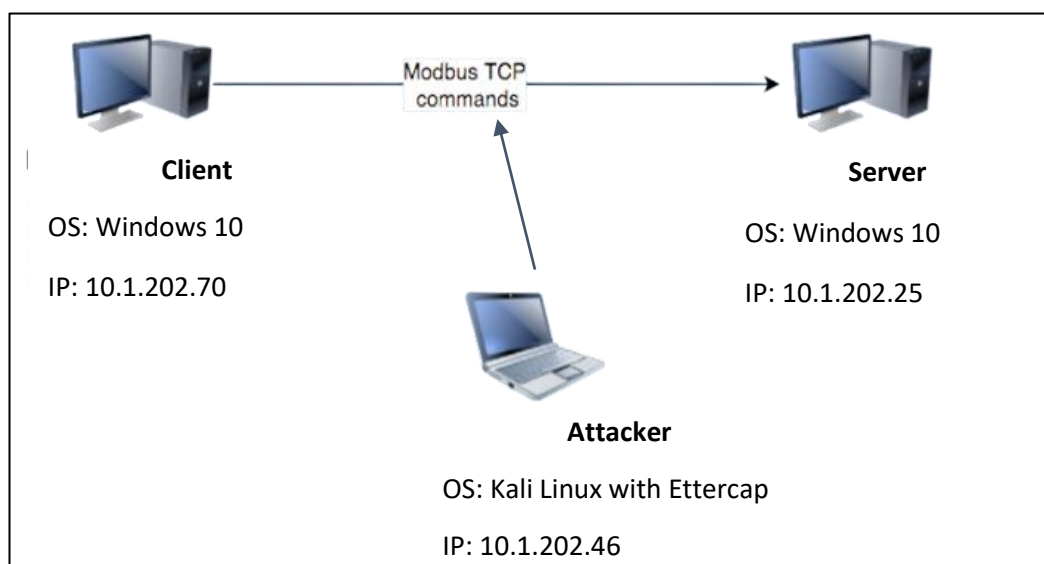 Modbus TCP
commands
Client
OS: Windows 10
IP: 10.1.202.70
Server
OS: Windows 10
IP: 10.1.202.25
Attacker
OS: Kali Linux with Ettercap
IP: 10.1.202.46